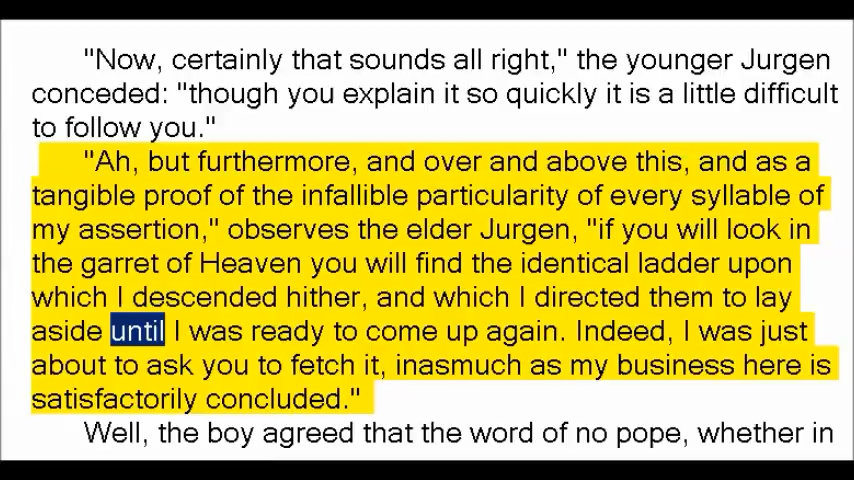 "Now, certainly that sounds all right," the younger Jurgen
conceded: "though you explain it so quickly it is a little difficult
to follow you."
"Ah, but furthermore, and over and above this, and as a
tangible proof of the infallible particularity of every syllable of
my assertion," observes the elder Jurgen, "if you will look in
the garret of Heaven you will find the identical ladder upon
which I descended hither, and which I directed them to lay
aside until I was ready to come up again. Indeed, I was just
about to ask you to fetch it, inasmuch as my business here is
satisfactorily concluded."
Well, the boy agreed that the word of no pope, whether in